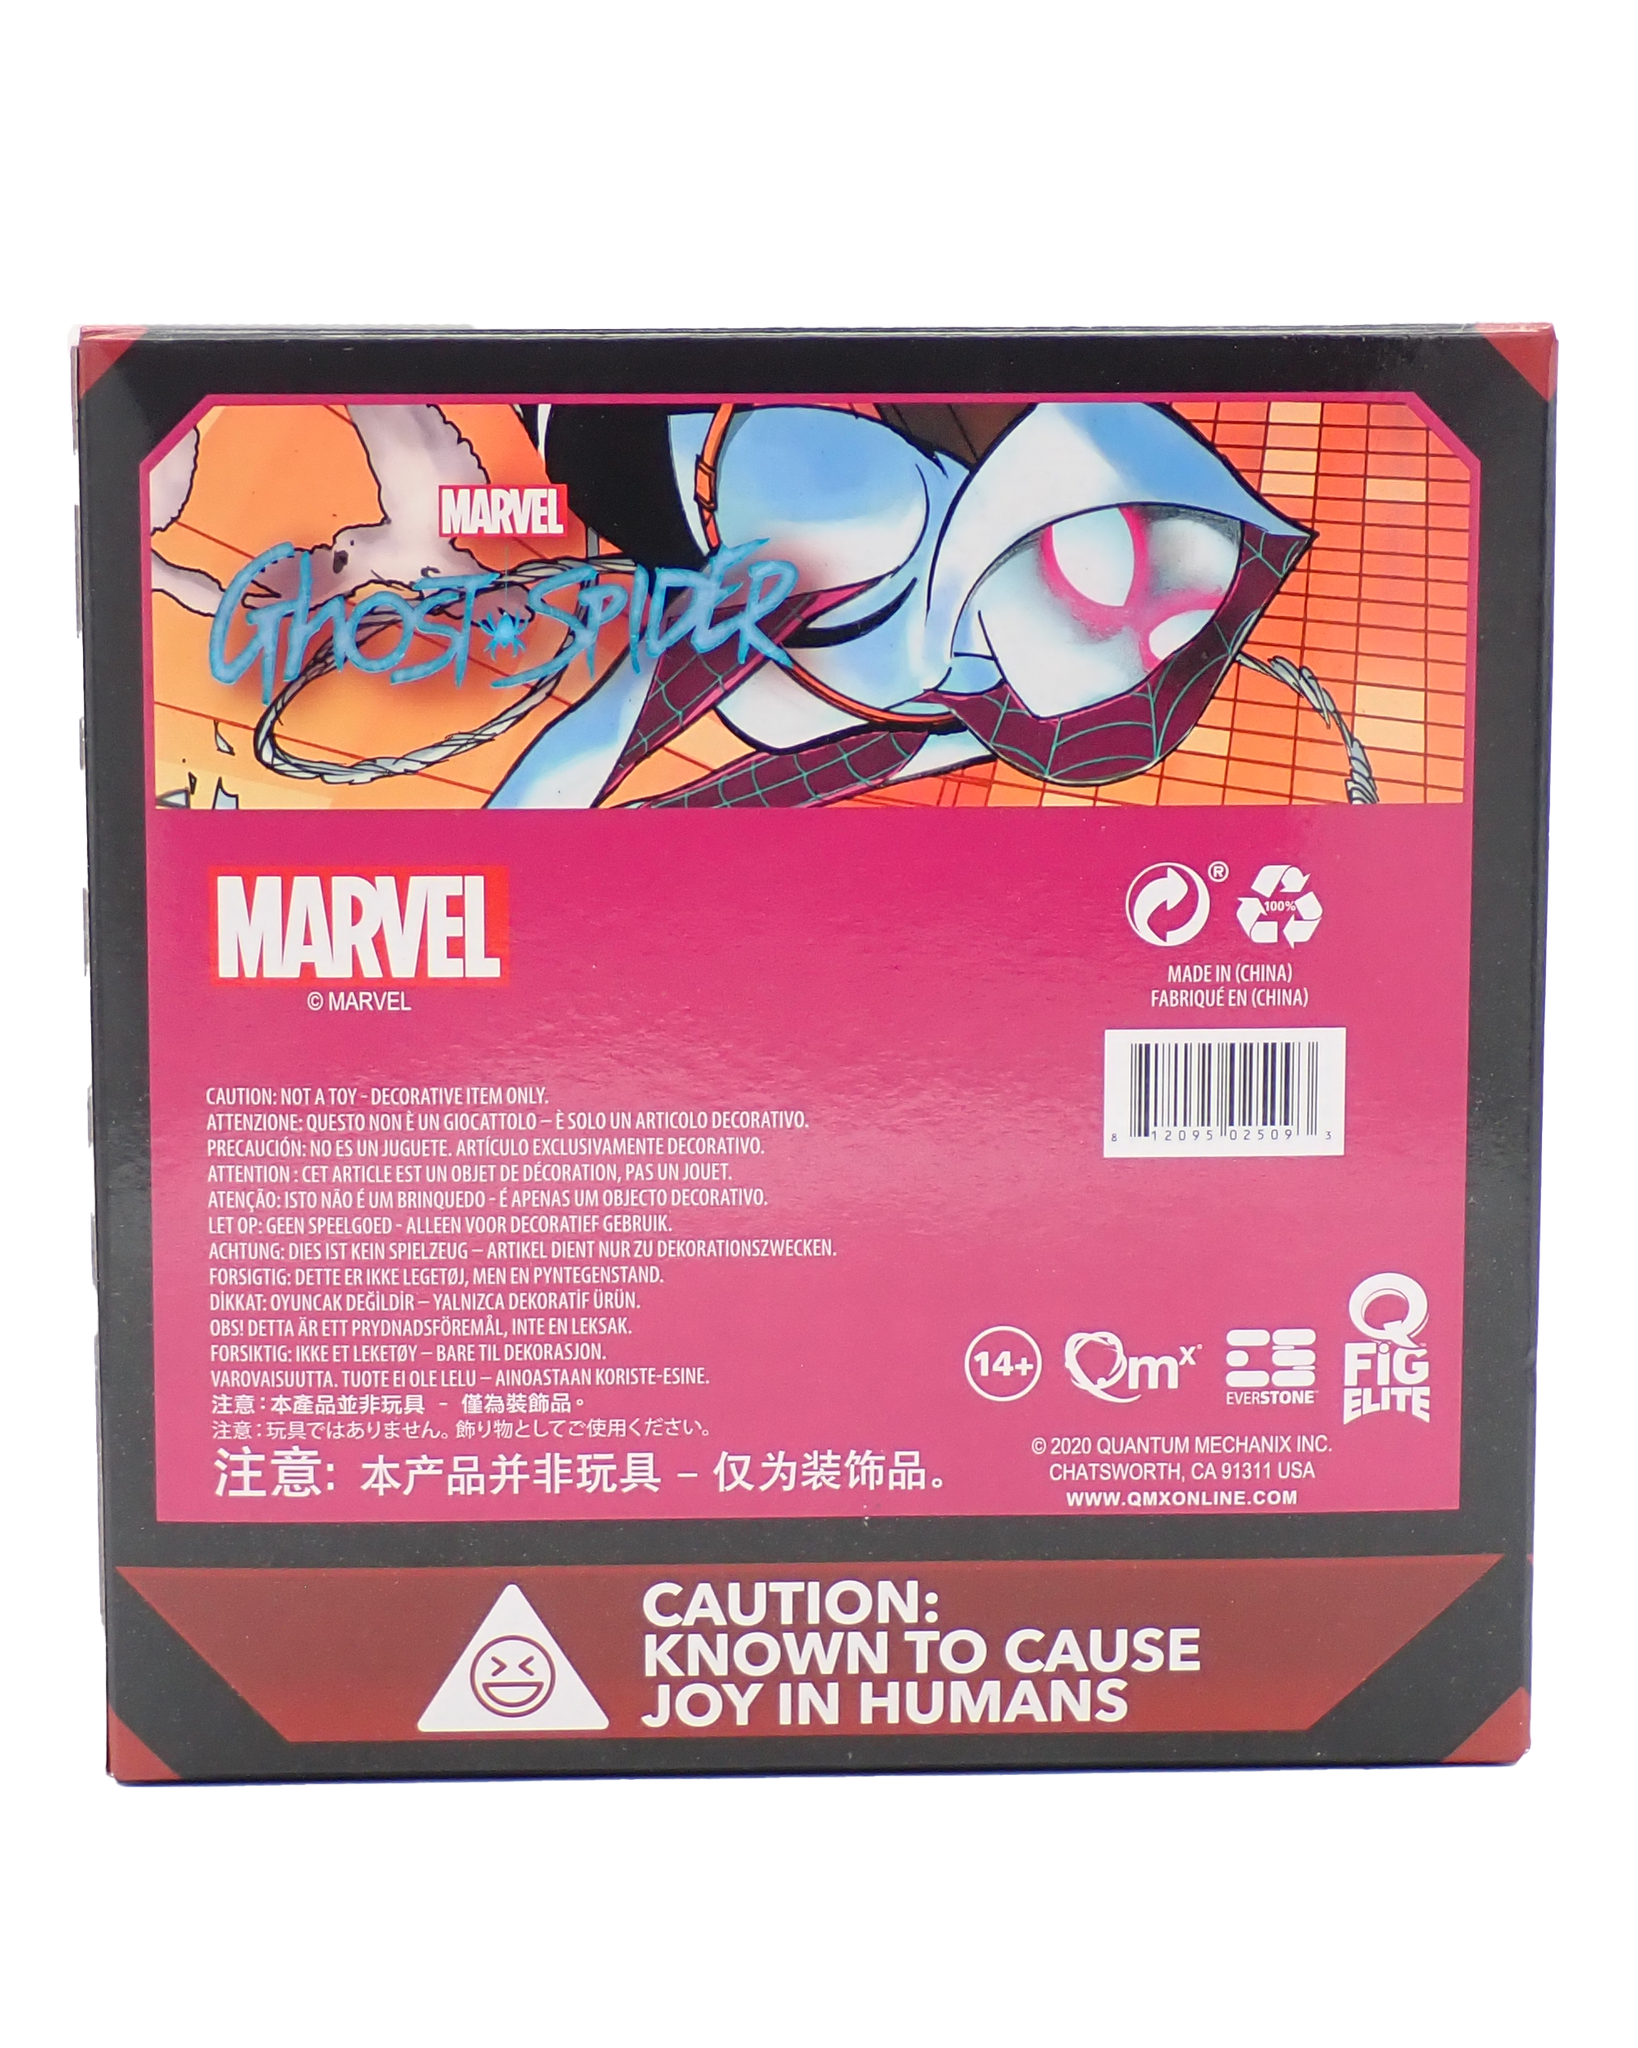 MARVEL
GHOST SPIDER
MARVEL
© MARVEL
®
100%
MADE IN (CHINA)
FABRIQUÉ EN (CHINA)
8 12095 02509 3
CAUTION: NOT A TOY - DECORATIVE ITEM ONLY.
ATTENZIONE: QUESTO NON È UN GIOCATTOLO – È SOLO UN ARTICOLO DECORATIVO.
PRECAUCIÓN: NO ES UN JUGUETE. ARTÍCULO EXCLUSIVAMENTE DECORATIVO.
ATTENTION : CET ARTICLE EST UN OBJET DE DÉCORATION, PAS UN JOUET.
ATENÇÃO: ISTO NÃO É UM BRINQUEDO - É APENAS UM OBJECTO DECORATIVO.
LET OP: GEEN SPEELGOED - ALLEEN VOOR DECORATIEF GEBRUIK.
ACHTUNG: DIES IST KEIN SPIELZEUG – ARTIKEL DIENT NUR ZU DEKORATIONSZWECKEN.
FORSIGTIG: DETTE ER IKKE LEGETØJ, MEN EN PYNTEGENSTAND.
DİKKAT: OYUNCAK DEĞİLDİR – YALNIZCA DEKORATİF ÜRÜN.
OBS! DETTA ÄR ETT PRYDNADSFÖREMÅL, INTE EN LEKSAK.
FORSIKTIG: IKKE ET LEKETØY – BARE TIL DEKORASJON.
VAROVAISUUTTA. TUOTE EI OLE LELU – AINOASTAAN KORISTE-ESINE.
注意：本產品並非玩具 - 僅為裝飾品。
注意：玩具ではありません。飾り物としてご使用ください。
注意: 本产品并非玩具 – 仅为装饰品。
14+
Qmx
ES
EVERSTONE™
Q
FiG
ELITE
© 2020 QUANTUM MECHANIX INC.
CHATSWORTH, CA 91311 USA
WWW.QMXONLINE.COM
CAUTION:
KNOWN TO CAUSE
JOY IN HUMANS